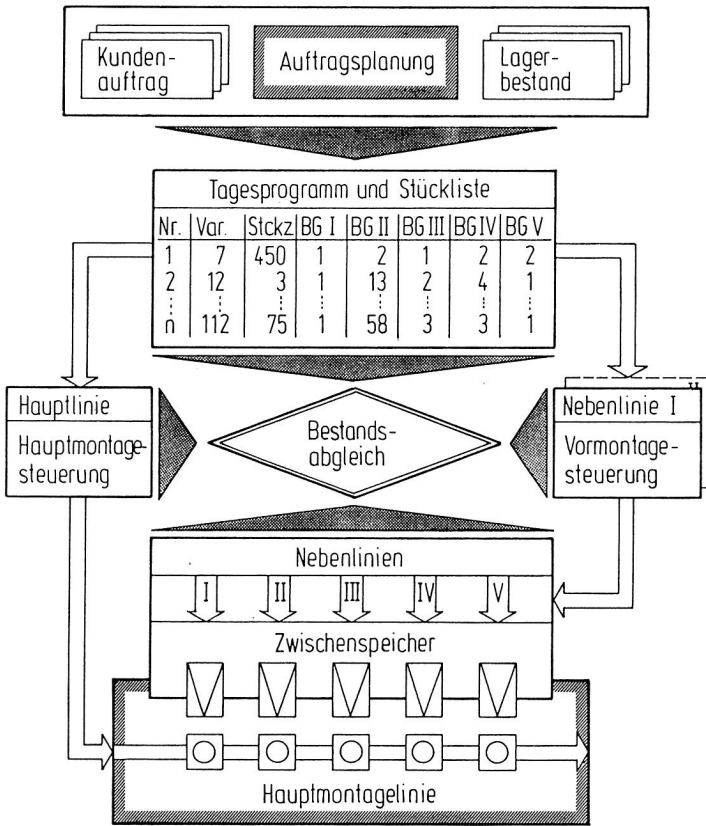 Kunden-
auftrag
Auftragsplanung
Lager-
bestand
Tagesprogramm und Stückliste
Nr. Var. Stckz BG I BG II BG III BG IV BG V
1 7 450 1 2 1 2 2
2 12 3 1 13 2 4 1
n 112 75 1 58 3 3 1
Hauptlinie
Hauptmontage-
steuerung
Bestands-
abgleich
Nebenlinie I
Vormontage-
steuerung
Nebenlinien
I II III IV V
Zwischenspeicher
Hauptmontagelinie